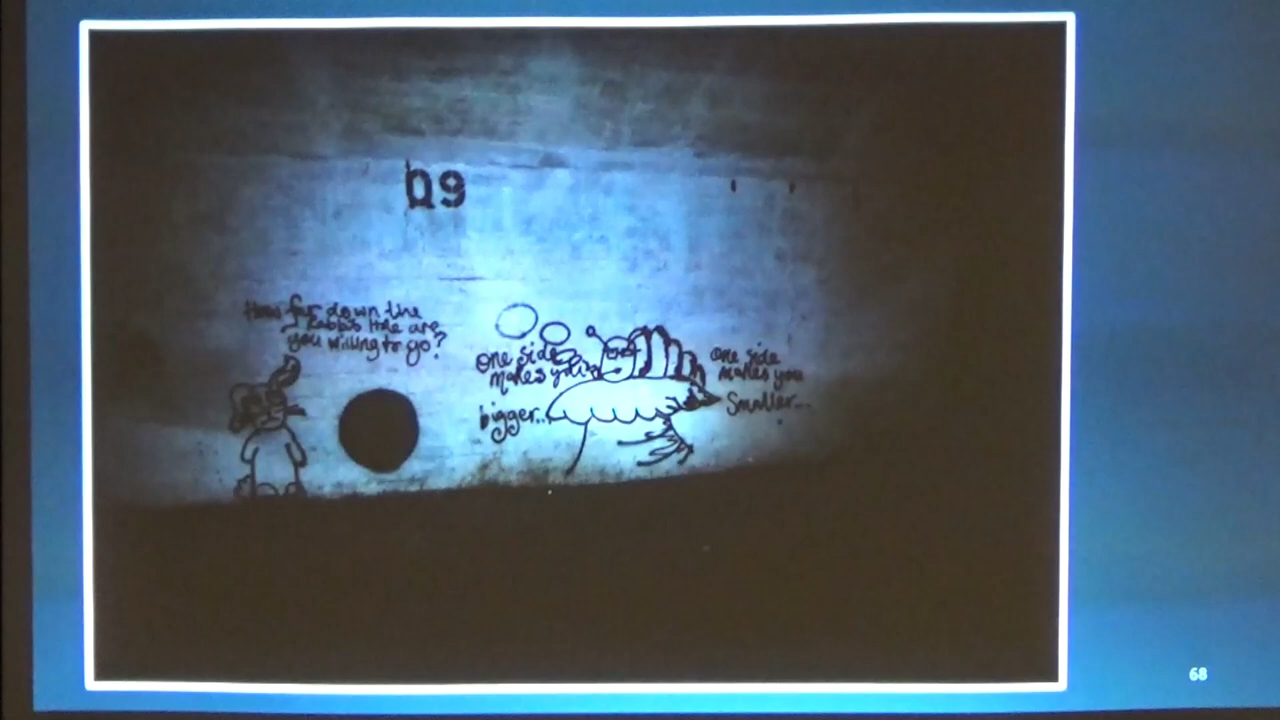 Q9
How far down the
Rabbit Hole are
you willing to go?
one side
makes you
bigger...
one side
makes you
Smaller...
68